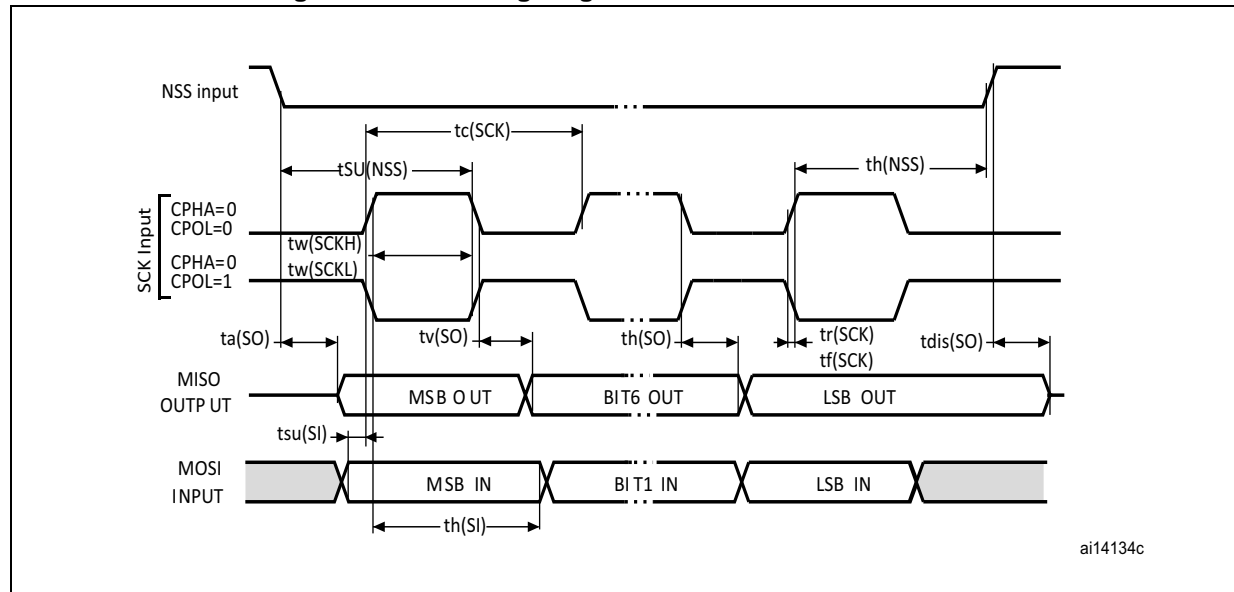 NSS input
tc(SCK)
tSU(NSS)
th(NSS)
SCK Input
CPHA=0
CPOL=0
tw(SCKH)
CPHA=0
tw(SCKL)
CPOL=1
ta(SO)
tv(SO)
th(SO)
tr(SCK)
tf(SCK)
tdis(SO)
MISO
OUTP UT
MSB O UT
BIT6 OUT
LSB OUT
tsu(SI)
MOSI
INPUT
MSB IN
BIT1 IN
LSB IN
th(SI)
ai14134c